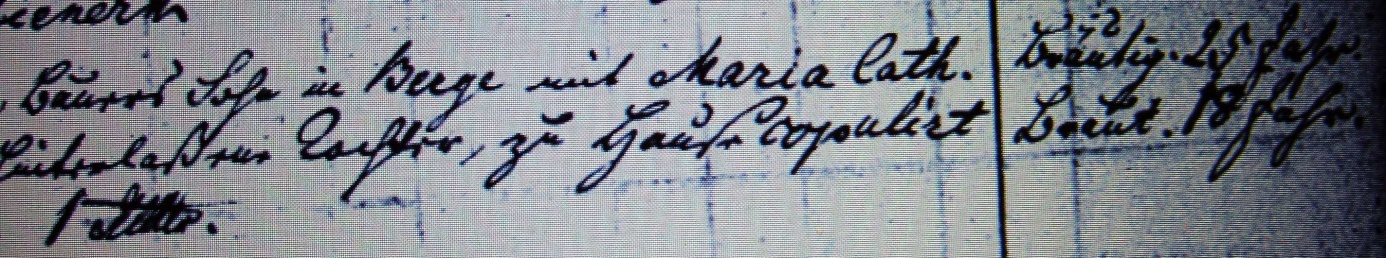 Bauers Sohn in Berge mit Maria Cath.
hinterlaßene Tochter, zu Hause copulirt
Bräutig. 25 Jahr.
Braut. 18 Jahr.